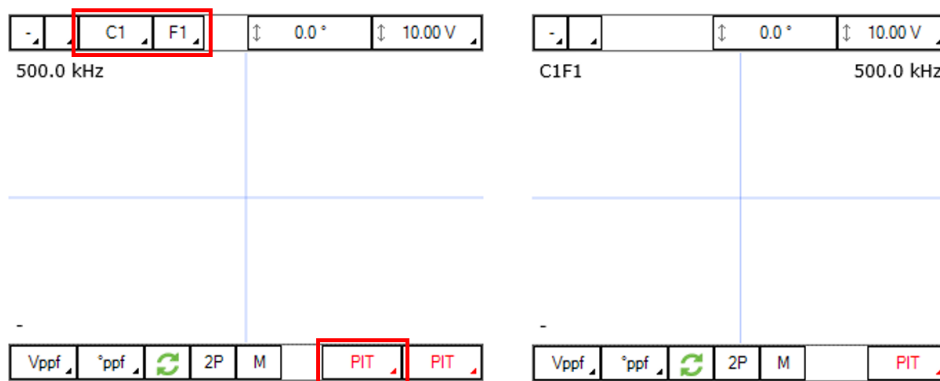 - C1 F1 0.0 ° 10.00 V
500.0 kHz
-
Vppf °ppf 2P M PIT PIT
- 0.0 ° 10.00 V
C1F1 500.0 kHz
-
Vppf °ppf 2P M PIT